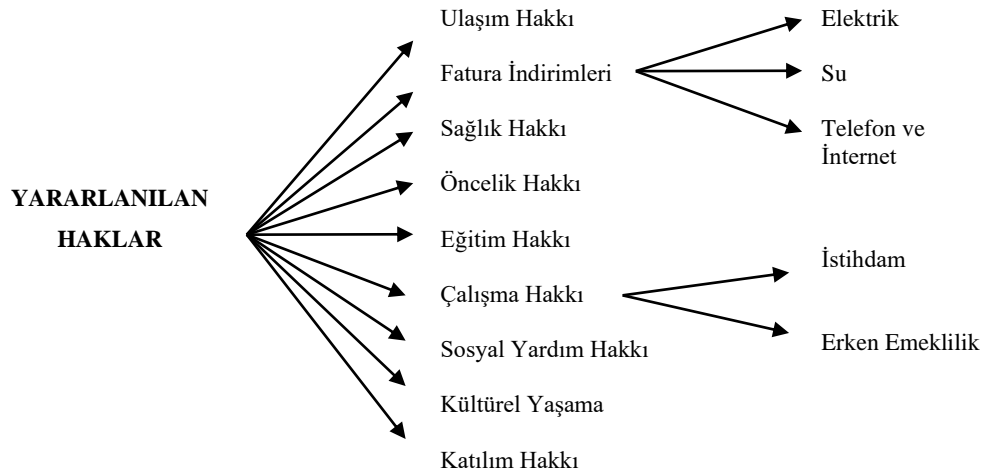 YARARLANILAN
HAKLAR
Ulaşım Hakkı
Fatura İndirimleri
Sağlık Hakkı
Öncelik Hakkı
Eğitim Hakkı
Çalışma Hakkı
Sosyal Yardım Hakkı
Kültürel Yaşama
Katılım Hakkı
Elektrik
Su
Telefon ve
İnternet
İstihdam
Erken Emeklilik